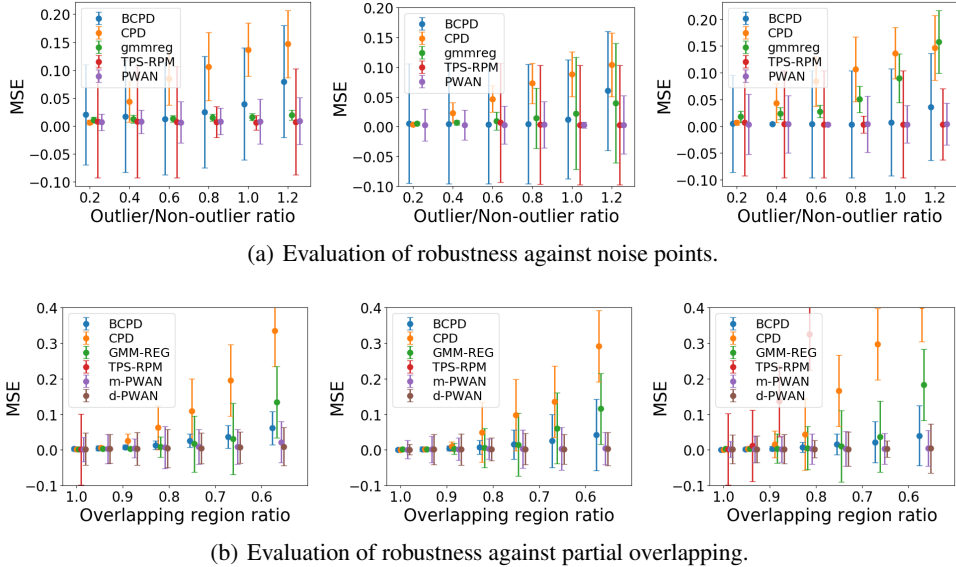 0.20
0.15
0.10
0.05
0.00
−0.05
−0.10
MSE
BCPD
CPD
gmmreg
TPS-RPM
PWAN
0.2 0.4 0.6 0.8 1.0 1.2
Outlier/Non-outlier ratio
0.20
0.15
0.10
0.05
0.00
−0.05
−0.10
MSE
BCPD
CPD
gmmreg
TPS-RPM
PWAN
0.2 0.4 0.6 0.8 1.0 1.2
Outlier/Non-outlier ratio
0.20
0.15
0.10
0.05
0.00
−0.05
−0.10
MSE
BCPD
CPD
gmmreg
TPS-RPM
PWAN
0.2 0.4 0.6 0.8 1.0 1.2
Outlier/Non-outlier ratio
(a) Evaluation of robustness against noise points.
0.4
0.3
0.2
0.1
0.0
−0.1
MSE
BCPD
CPD
GMM-REG
TPS-RPM
m-PWAN
d-PWAN
1.0 0.9 0.8 0.7 0.6
Overlapping region ratio
0.4
0.3
0.2
0.1
0.0
−0.1
MSE
BCPD
CPD
GMM-REG
TPS-RPM
m-PWAN
d-PWAN
1.0 0.9 0.8 0.7 0.6
Overlapping region ratio
0.4
0.3
0.2
0.1
0.0
−0.1
MSE
BCPD
CPD
GMM-REG
TPS-RPM
m-PWAN
d-PWAN
1.0 0.9 0.8 0.7 0.6
Overlapping region ratio
(b) Evaluation of robustness against partial overlapping.